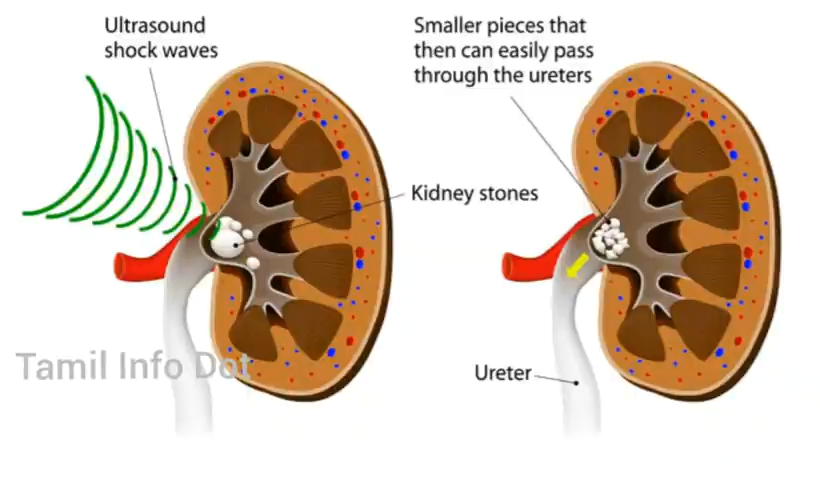 Ultrasound
shock waves
Smaller pieces that
then can easily pass
through the ureters
Kidney stones
Tamil Info Dot
Ureter